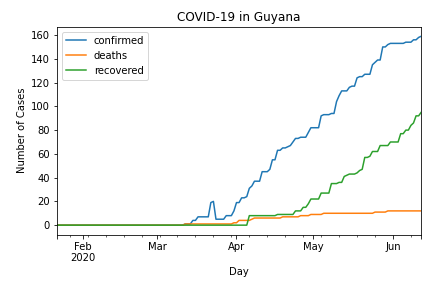 COVID-19 in Guyana
confirmed
deaths
recovered
Number of Cases
160
140
120
100
80
60
40
20
0
Feb
2020
Mar
Apr
May
Jun
Day